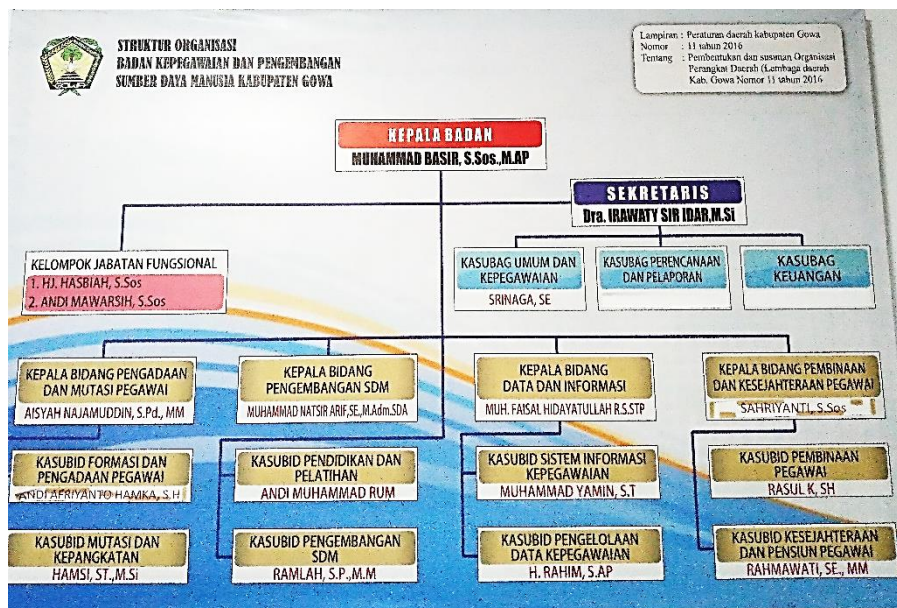 STRUKTUR ORGANISASI
BADAN KEPEGAWAIAN DAN PENGEMBANGAN
SUMBER DAYA MANUSIA KABUPATEN GOWA
Lampiran : Peraturan daerah kabupaten Gowa
Nomor : 11 tahun 2016
Tentang : Pembentukan dan susunan Organisasi
Perangkat Daerah (Lembaga daerah
Kab. Gowa Nomor 11 tahun 2016
KEPALA BADAN
MUHAMMAD BASIR, S.Sos.,M.AP
SEKRETARIS
Dra. IRAWATY SIR IDAR,M.Si
KELOMPOK JABATAN FUNGSIONAL
1. HJ. HASBIAH, S.Sos
2. ANDI MAWARSIH, S.Sos
KASUBAG UMUM DAN
KEPEGAWAIAN
SRINAGA, SE
KASUBAG PERENCANAAN
DAN PELAPORAN
KASUBAG
KEUANGAN
KEPALA BIDANG PENGADAAN
DAN MUTASI PEGAWAI
AISYAH NAJAMUDDIN, S.Pd., MM
KEPALA BIDANG
PENGEMBANGAN SDM
MUHAMMAD NATSIR ARIF,SE.,M.Adm.SDA
KEPALA BIDANG
DATA DAN INFORMASI
MUH. FAISAL HIDAYATULLAH R.S.STP
KEPALA BIDANG PEMBINAAN
DAN KESEJAHTERAAN PEGAWAI
SAHRIYANTI, S.Sos
KASUBID FORMASI DAN
PENGADAAN PEGAWAI
ANDI AFRIYANTO HAMKA, S.H
KASUBID PENDIDIKAN DAN
PELATIHAN
ANDI MUHAMMAD RUM
KASUBID SISTEM INFORMASI
KEPEGAWAIAN
MUHAMMAD YAMIN, S.T
KASUBID PEMBINAAN
PEGAWAI
RASUL K, SH
KASUBID MUTASI DAN
KEPANGKATAN
HAMSI, ST.,M.Si
KASUBID PENGEMBANGAN
SDM
RAMLAH, S.P.,M.M
KASUBID PENGELOLAAN
DATA KEPEGAWAIAN
H. RAHIM, S.AP
KASUBID KESEJAHTERAAN
DAN PENSIUN PEGAWAI
RAHMAWATI, SE., MM